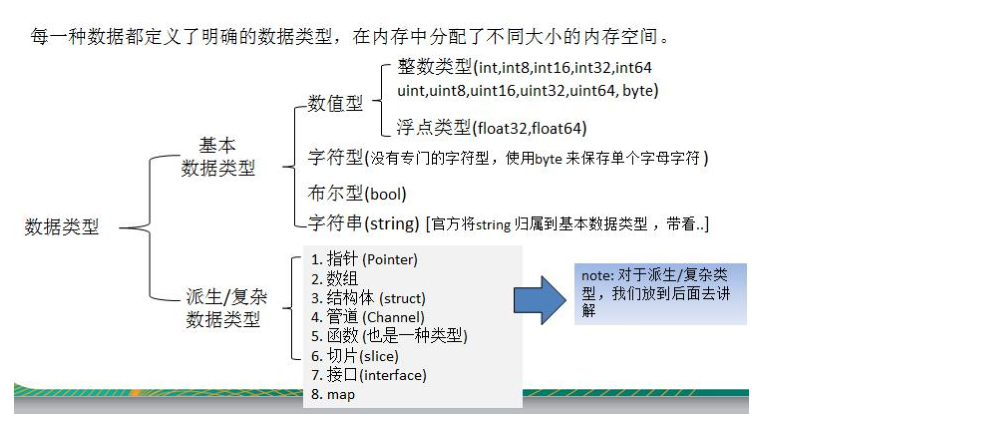 每一种数据都定义了明确的数据类型，在内存中分配了不同大小的内存空间。
数据类型
基本
数据类型
数值型
整数类型(int,int8,int16,int32,int64
uint,uint8,uint16,uint32,uint64, byte)
浮点类型(float32,float64)
字符型(没有专门的字符型，使用byte 来保存单个字母字符 )
布尔型(bool)
字符串(string) [官方将string 归属到基本数据类型 ，带看..]
派生/复杂
数据类型
1. 指针 (Pointer)
2. 数组
3. 结构体 (struct)
4. 管道 (Channel)
5. 函数 (也是一种类型)
6. 切片(slice)
7. 接口(interface)
8. map
note: 对于派生/复杂类
型，我们放到后面去讲
解